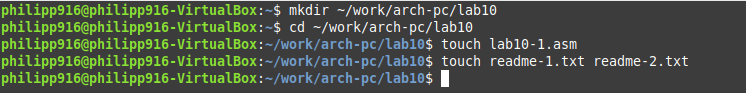 philipp916@philipp916-VirtualBox:~$ mkdir ~/work/arch-pc/lab10
philipp916@philipp916-VirtualBox:~$ cd ~/work/arch-pc/lab10
philipp916@philipp916-VirtualBox:~/work/arch-pc/lab10$ touch lab10-1.asm
philipp916@philipp916-VirtualBox:~/work/arch-pc/lab10$ touch readme-1.txt readme-2.txt
philipp916@philipp916-VirtualBox:~/work/arch-pc/lab10$